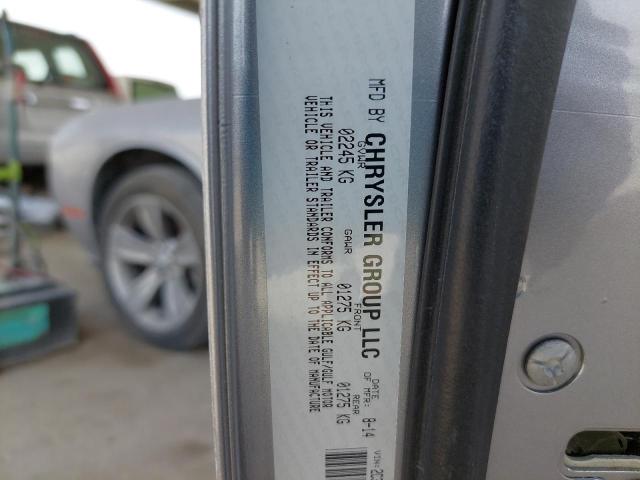 MFD BY CHRYSLER GROUP LLC
DATE OF MFR: 8-14
VIN: 2C3
GVWR 02245 KG
GAWR FRONT 01275 KG
REAR 01275 KG
THIS VEHICLE AND TRAILER CONFORMS TO ALL APPLICABLE GULF/GULF MOTOR
VEHICLE OR TRAILER STANDARDS IN EFFECT UP TO THE DATE OF MANUFACTURE